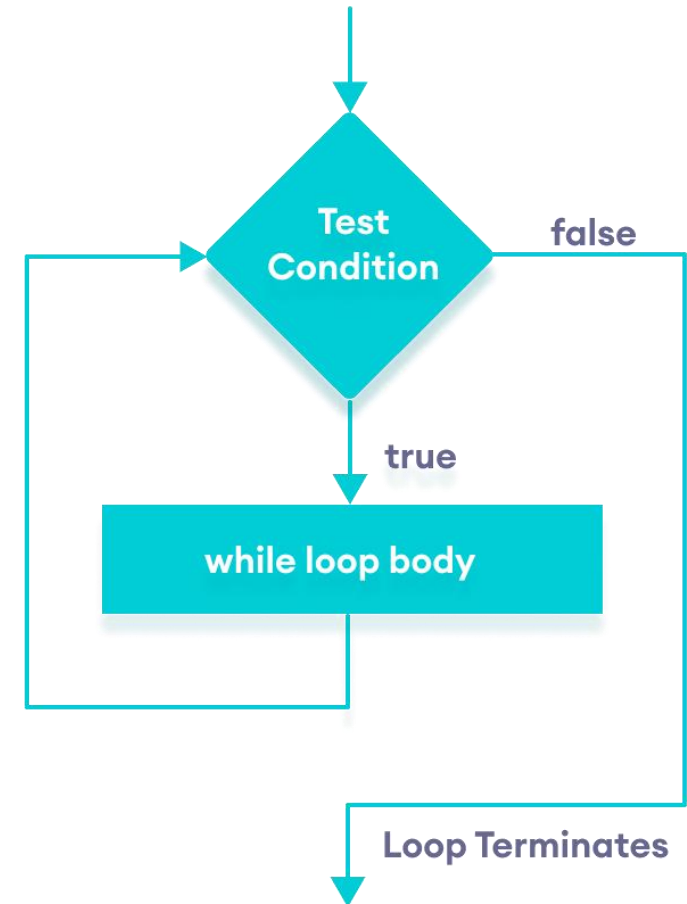 Test
Condition
false
true
while loop body
Loop Terminates